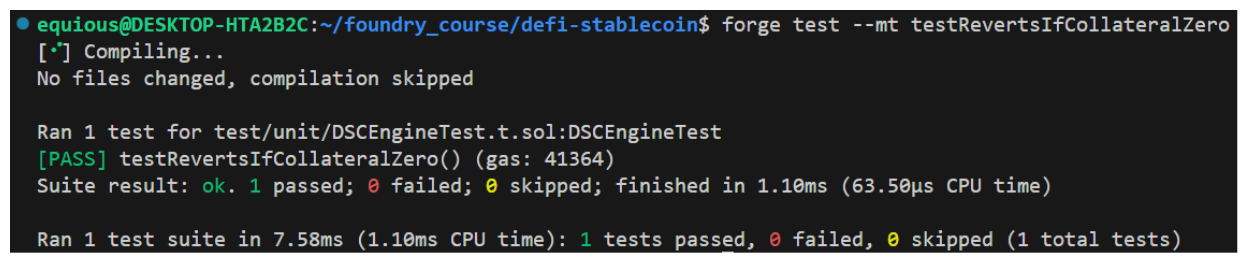 equious@DESKTOP-HTA2B2C:~/foundry_course/defi-stablecoin$ forge test --mt testRevertsIfCollateralZero
[⠊] Compiling...
No files changed, compilation skipped
Ran 1 test for test/unit/DSCEngineTest.t.sol:DSCEngineTest
[PASS] testRevertsIfCollateralZero() (gas: 41364)
Suite result: ok. 1 passed; 0 failed; 0 skipped; finished in 1.10ms (63.50µs CPU time)
Ran 1 test suite in 7.58ms (1.10ms CPU time): 1 tests passed, 0 failed, 0 skipped (1 total tests)